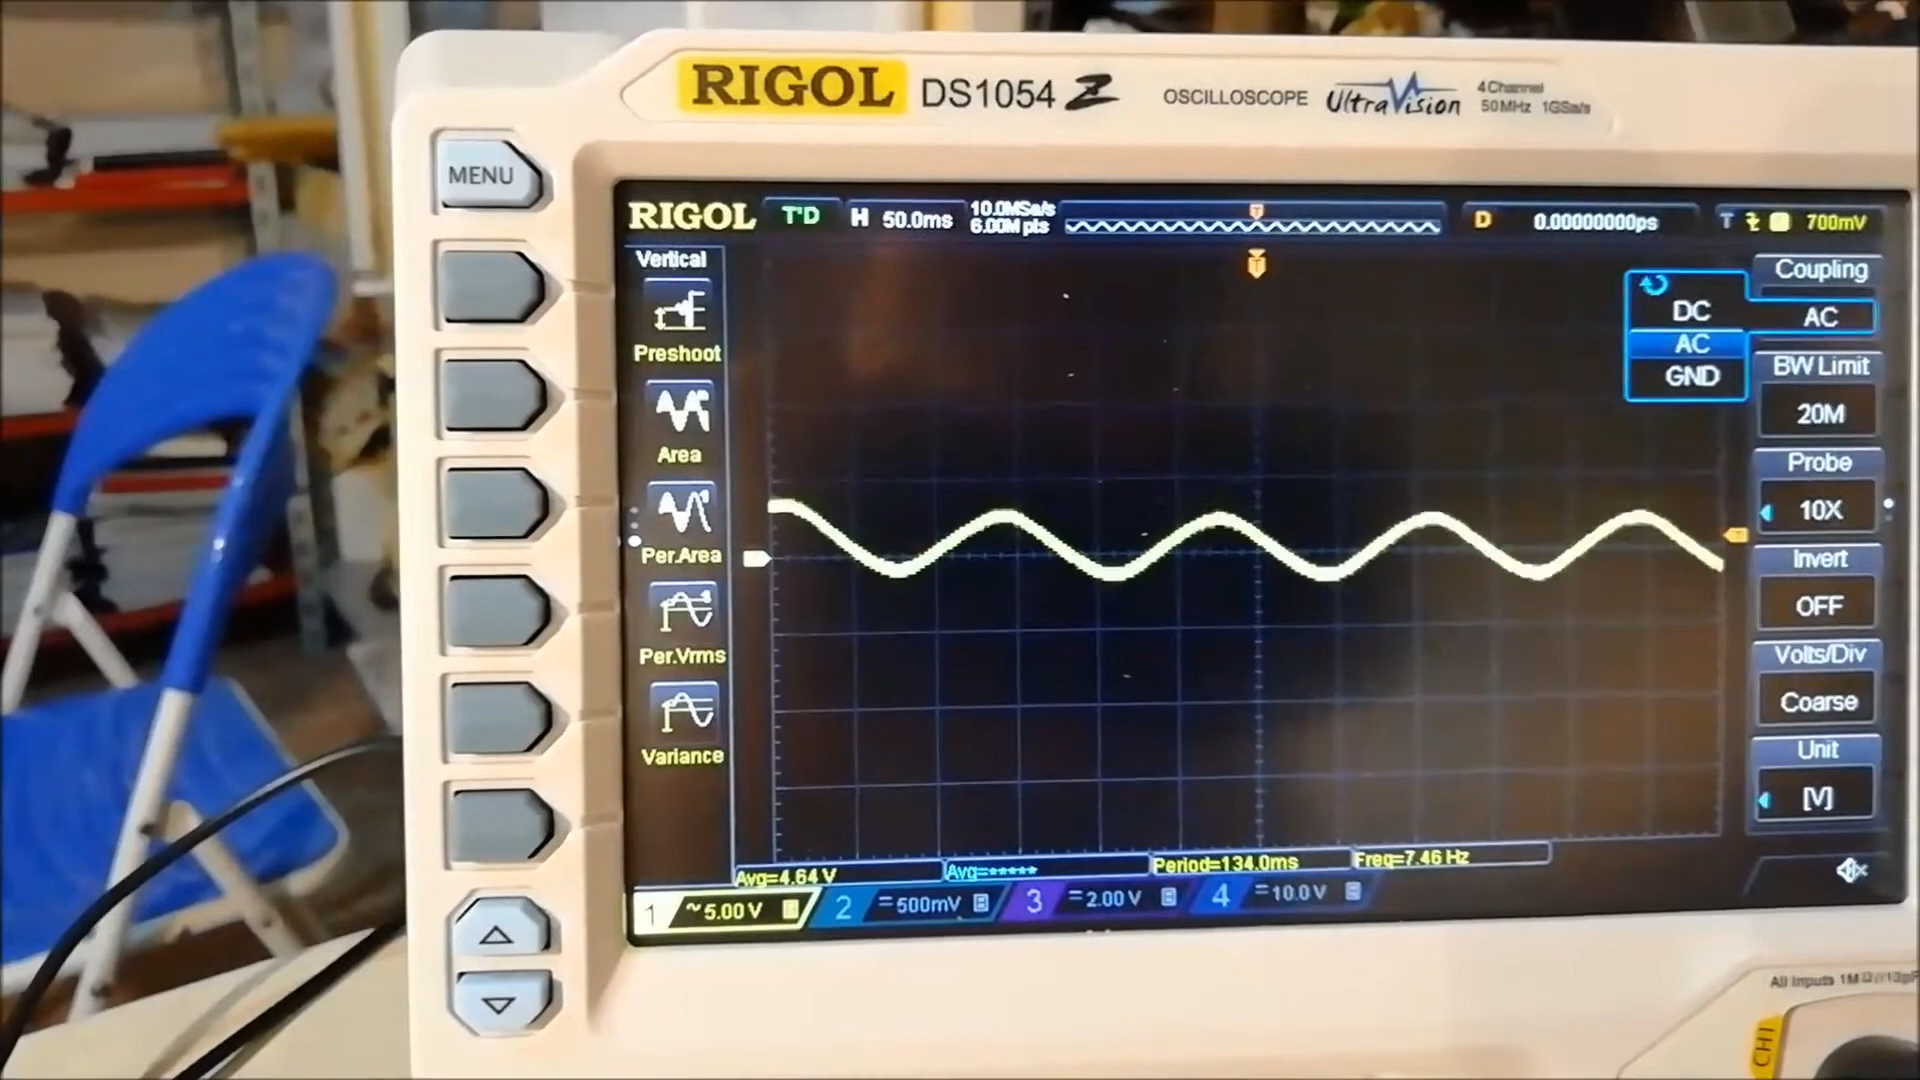 RIGOL DS1054 Z OSCILLOSCOPE UltraVision 4 Channel
50MHz 1GSa/s
MENU
RIGOL T'D H 50.0ms 10.0MSa/s
6.00M pts
D 0.00000000ps T 700mV
Vertical
Preshoot
Area
Per.Area
Per.Vrms
Variance
DC
AC
GND
Coupling
AC
BW Limit
20M
Probe
10X
Invert
OFF
Volts/Div
Coarse
Unit
[V]
Avg=4.64 V Avg=***** Period=134.0ms Freq=7.46 Hz
1 ~ 5.00 V B 2 = 500mV B 3 = 2.00 V B 4 = 10.0 V B
All Inputs 1MΩ
CH1